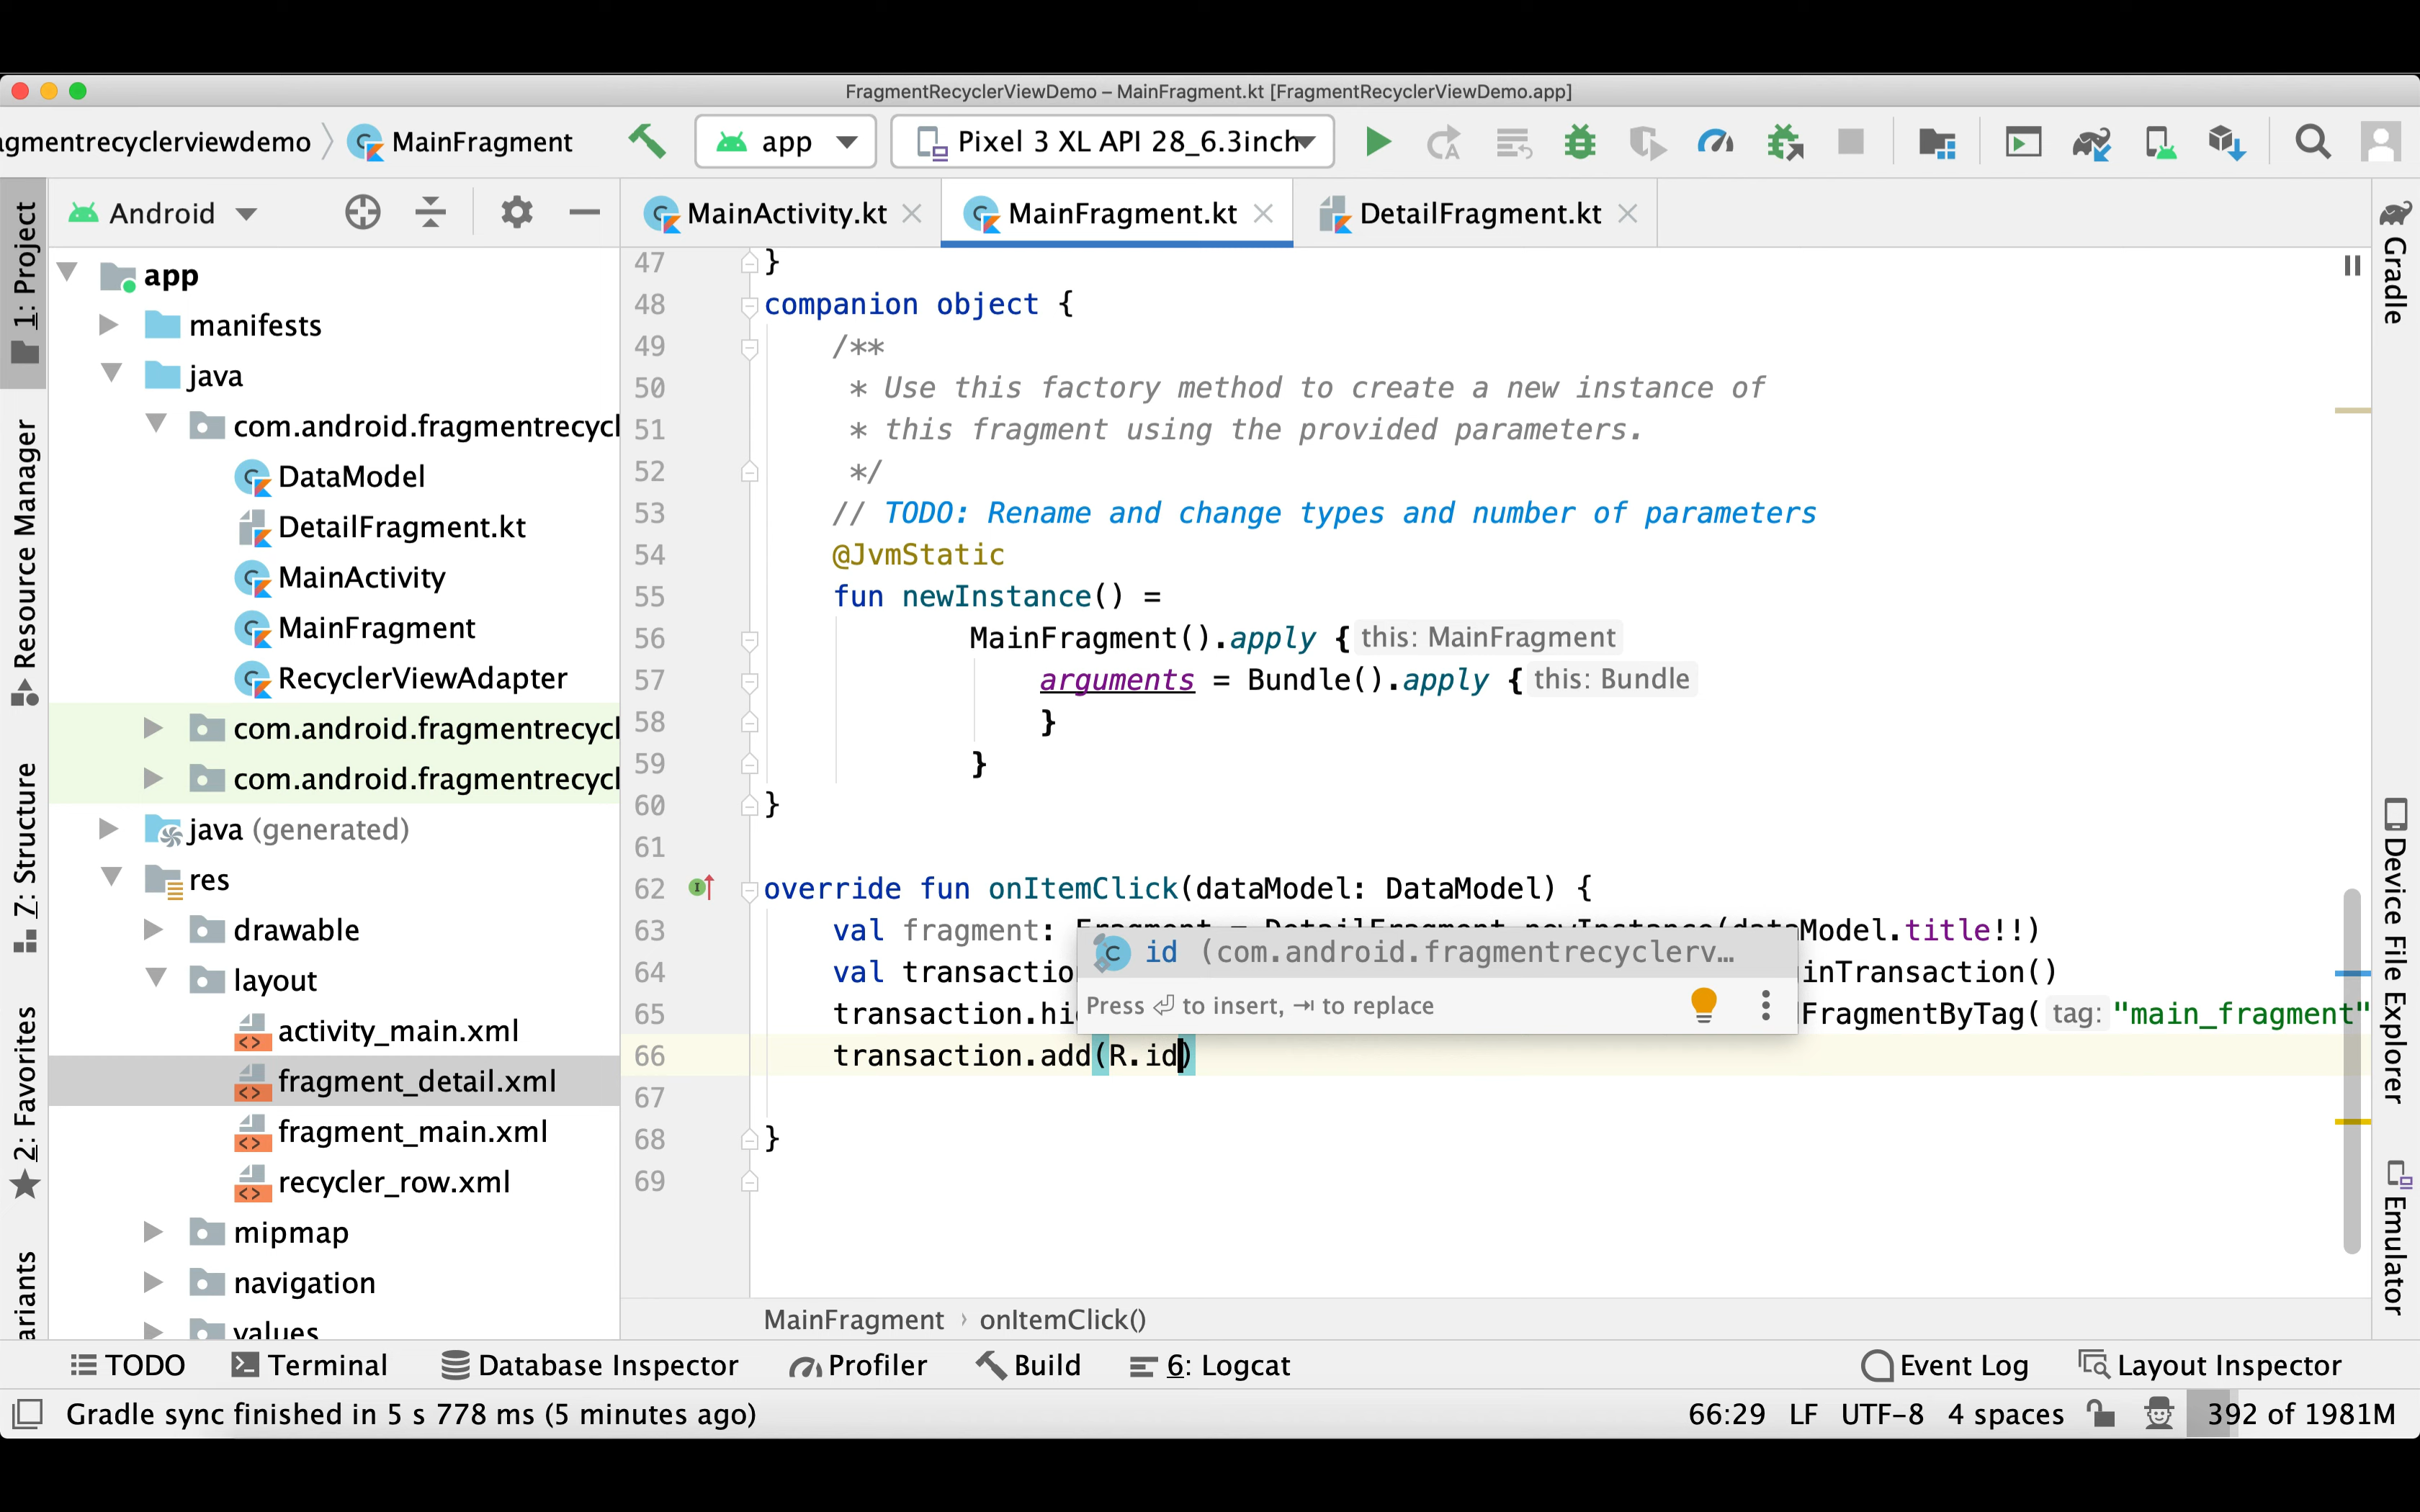 FragmentRecyclerViewDemo – MainFragment.kt [FragmentRecyclerViewDemo.app]
agmentrecyclerviewdemo
MainFragment
app
Pixel 3 XL API 28_6.3inch
Android
MainActivity.kt
MainFragment.kt
DetailFragment.kt
1: Project
Resource Manager
7: Structure
2: Favorites
ariants
app
manifests
java
com.android.fragmentrecycl
DataModel
DetailFragment.kt
MainActivity
MainFragment
RecyclerViewAdapter
com.android.fragmentrecycl
com.android.fragmentrecycl
java (generated)
res
drawable
layout
activity_main.xml
fragment_detail.xml
fragment_main.xml
recycler_row.xml
mipmap
navigation
values
47 }
48 companion object {
49 /**
50 * Use this factory method to create a new instance of
51 * this fragment using the provided parameters.
52 */
53 // TODO: Rename and change types and number of parameters
54 @JvmStatic
55 fun newInstance() =
56 MainFragment().apply { this: MainFragment
57 arguments = Bundle().apply { this: Bundle
58 }
59 }
60 }
61
62 override fun onItemClick(dataModel: DataModel) {
63 val fragment: Fragment = DetailFragment.newInstance(dataModel.title!!)
64 val transactio inTransaction()
65 transaction.hi FragmentByTag( tag: "main_fragment"
66 transaction.add(R.id)
67
68 }
69
id (com.android.fragmentrecyclerv…
Press ⏎ to insert, ⇥ to replace
MainFragment › onItemClick()
Gradle
Device File Explorer
Emulator
TODO
Terminal
Database Inspector
Profiler
Build
6: Logcat
Event Log
Layout Inspector
Gradle sync finished in 5 s 778 ms (5 minutes ago)
66:29 LF UTF-8 4 spaces 392 of 1981M